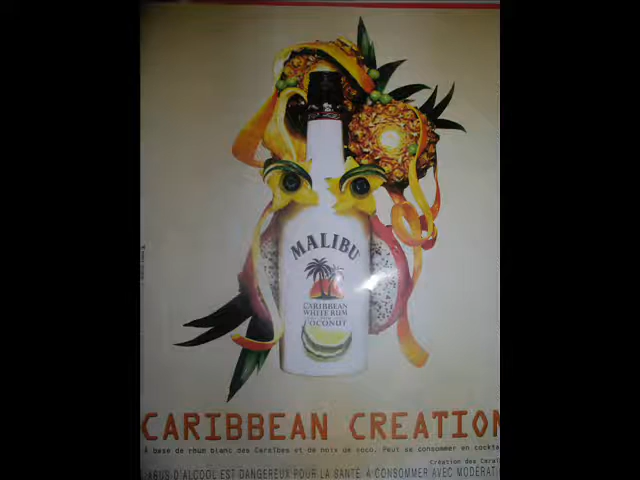 MALIBU
CARIBBEAN
WHITE RUM
COCONUT
CARIBBEAN CREATION
À base de rhum blanc des Caraïbes et de noix de coco. Peut se consommer en cockta
Création des Caraï
L'ABUS D'ALCOOL EST DANGEREUX POUR LA SANTÉ À CONSOMMER AVEC MODÉRATI